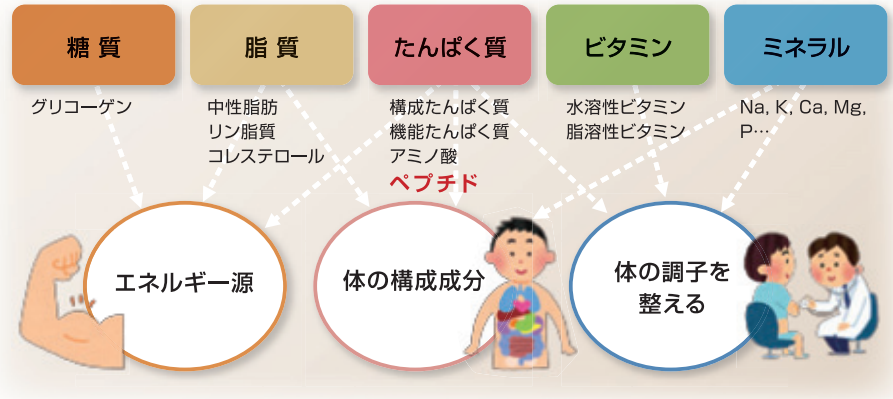 糖質
脂質
たんぱく質
ビタミン
ミネラル
グリコーゲン
中性脂肪
リン脂質
コレステロール
構成たんぱく質
機能たんぱく質
アミノ酸
ペプチド
水溶性ビタミン
脂溶性ビタミン
Na, K, Ca, Mg,
P…
エネルギー源
体の構成成分
体の調子を
整える